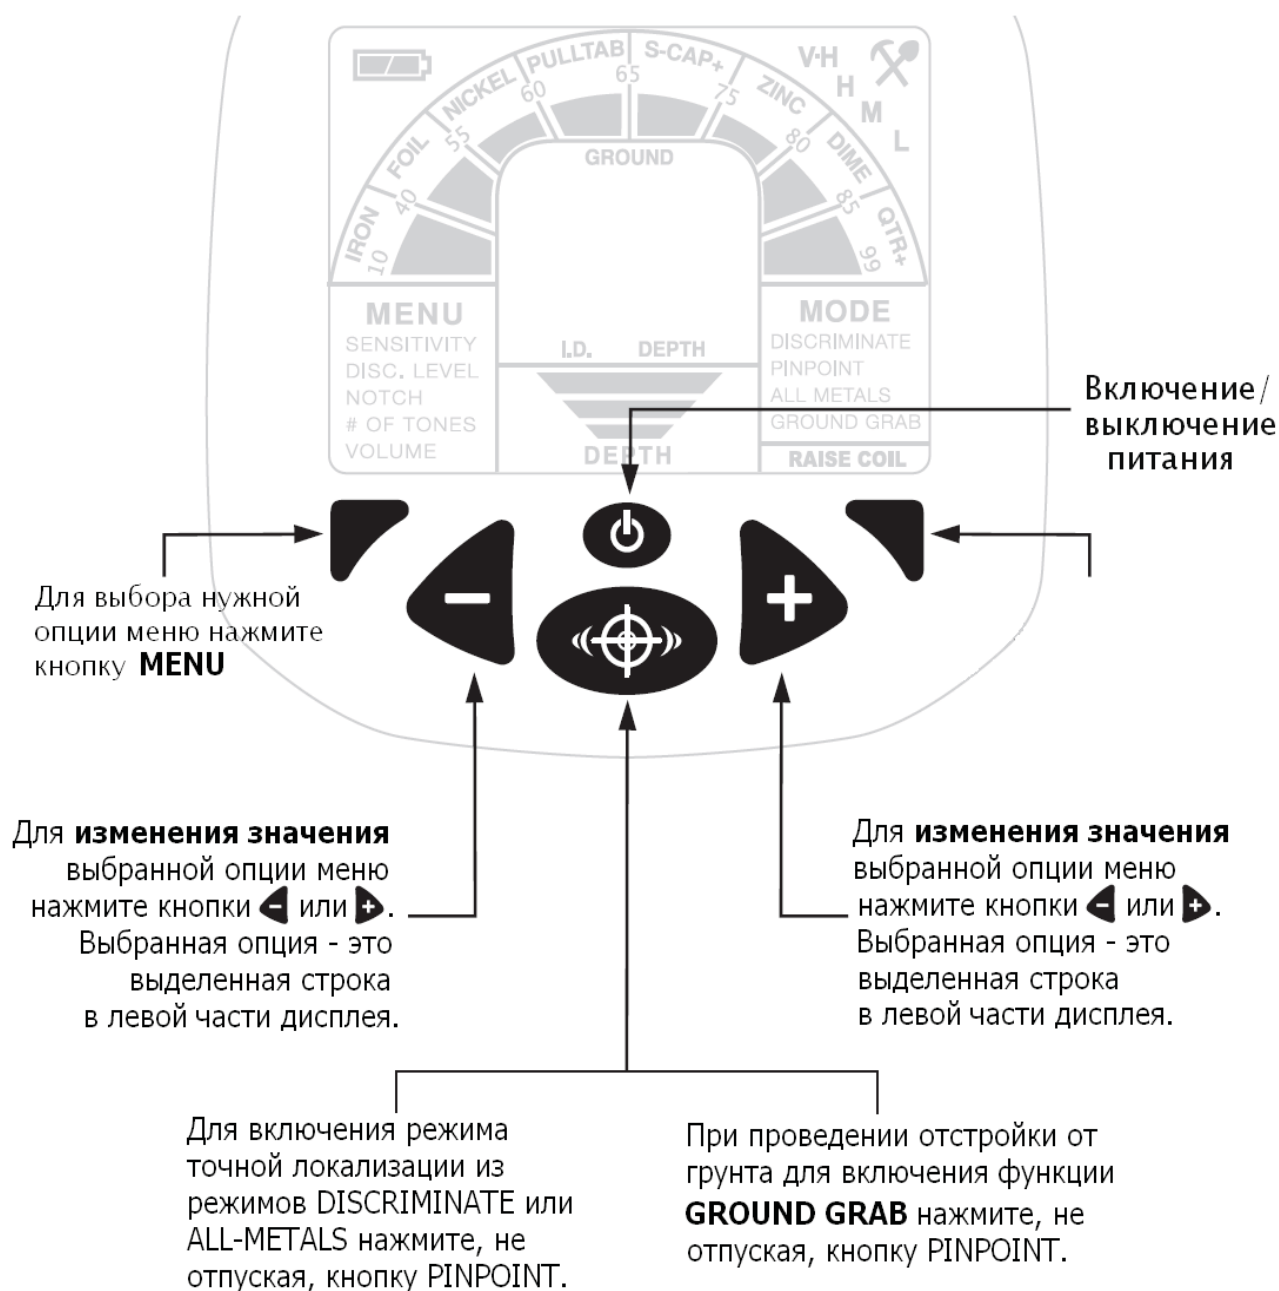 PULLTAB S-CAP+
NICKEL ZINC
FOIL DIME
IRON QTR+
10 40 55 60 65 75 80 85 99
V·H
H
M
L
GROUND
MENU
SENSITIVITY
DISC. LEVEL
NOTCH
# OF TONES
VOLUME
I.D. DEPTH
DEPTH
MODE
DISCRIMINATE
PINPOINT
ALL METALS
GROUND GRAB
RAISE COIL
Включение/
выключение
питания
Для выбора нужной
опции меню нажмите
кнопку MENU
-
+
Для изменения значения
выбранной опции меню
нажмите кнопки - или +.
Выбранная опция - это
выделенная строка
в левой части дисплея.
Для изменения значения
выбранной опции меню
нажмите кнопки - или +.
Выбранная опция - это
выделенная строка
в левой части дисплея.
Для включения режима
точной локализации из
режимов DISCRIMINATE или
ALL-METALS нажмите, не
отпуская, кнопку PINPOINT.
При проведении отстройки от
грунта для включения функции
GROUND GRAB нажмите, не
отпуская, кнопку PINPOINT.